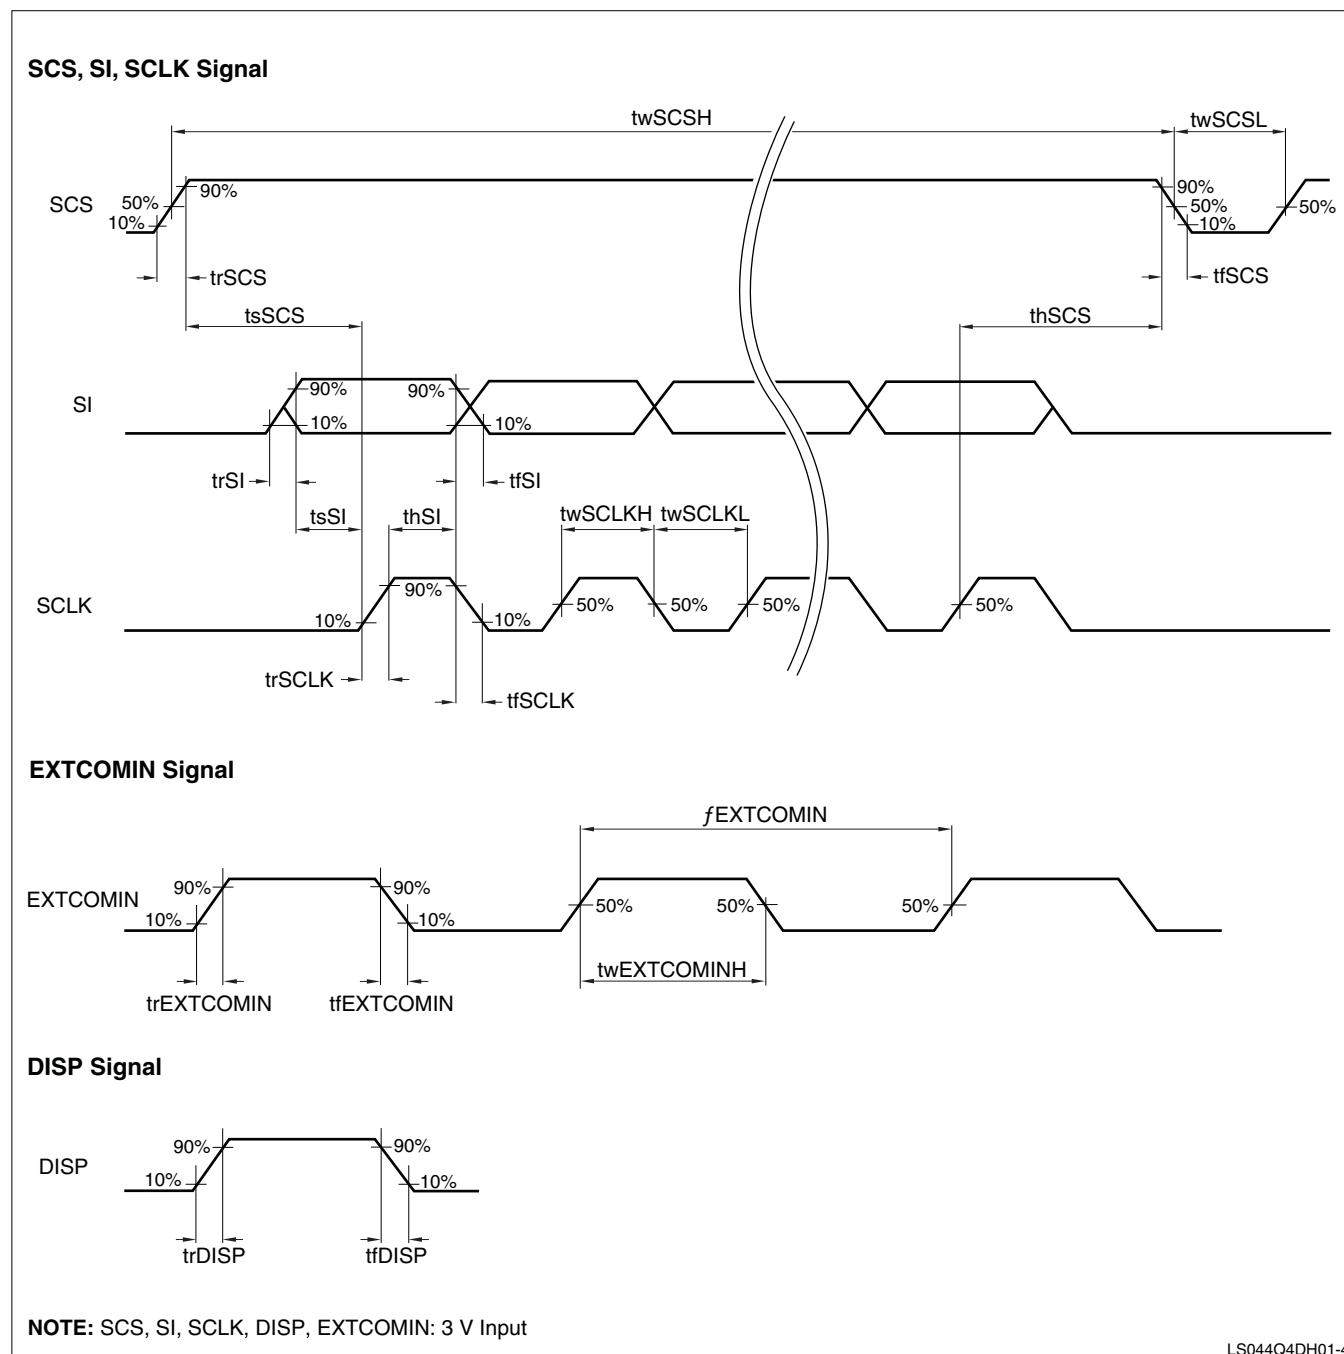 SCS, SI, SCLK Signal
twSCSH
twSCSL
SCS
50%
10%
90%
90%
50%
10%
50%
trSCS
tfSCS
tsSCS
thSCS
SI
90%
90%
10%
10%
trSI
tfSI
tsSI
thSI
twSCLKH
twSCLKL
SCLK
10%
90%
10%
50%
50%
50%
50%
trSCLK
tfSCLK
EXTCOMIN Signal
ƒEXTCOMIN
EXTCOMIN
90%
10%
90%
10%
50%
50%
50%
twEXTCOMINH
trEXTCOMIN
tfEXTCOMIN
DISP Signal
DISP
90%
10%
90%
10%
trDISP
tfDISP
NOTE: SCS, SI, SCLK, DISP, EXTCOMIN: 3 V Input
LS044Q4DH01-4